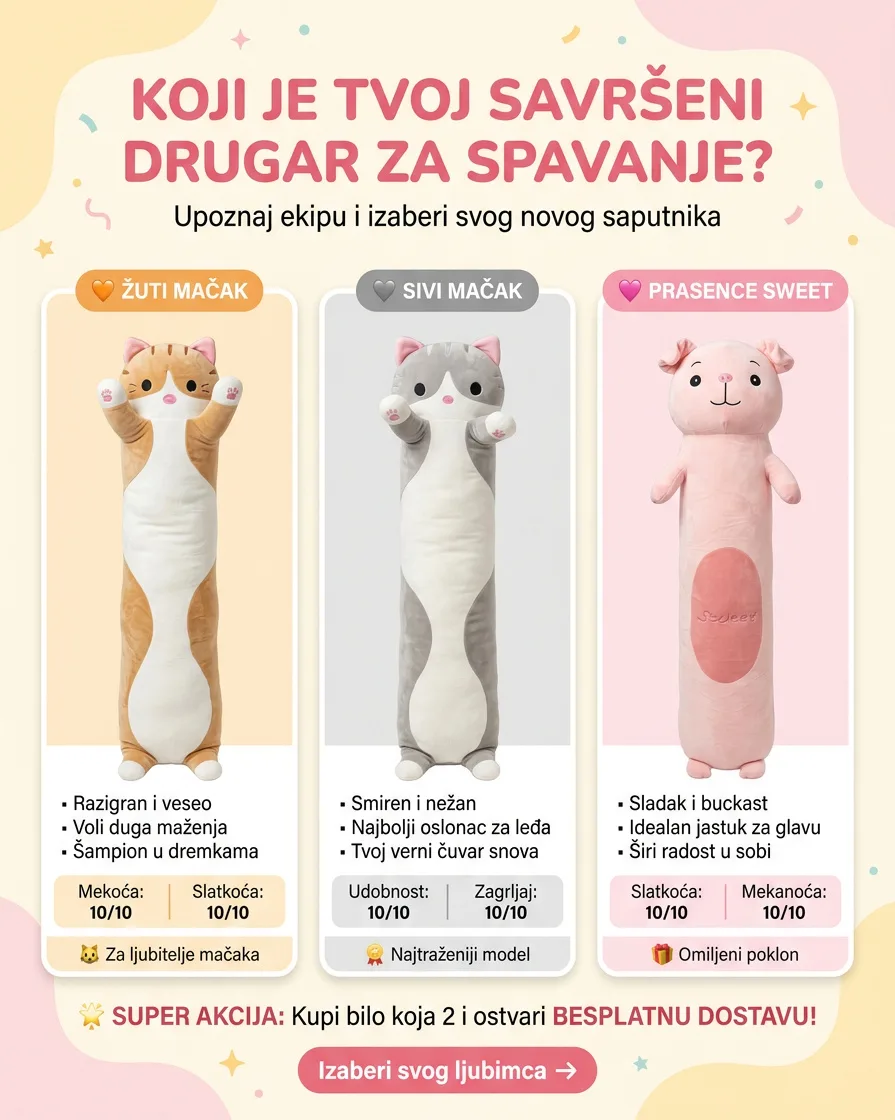 KOJI JE TVOJ SAVRŠENI
DRUGAR ZA SPAVANJE?
Upoznaj ekipu i izaberi svog novog saputnika
🧡 ŽUTI MAČAK
▪ Razigran i veseo
▪ Voli duga maženja
▪ Šampion u dremkama
Mekoća: 10/10
Slatkoća: 10/10
😺 Za ljubitelje mačaka
🩶 SIVI MAČAK
▪ Smiren i nežan
▪ Najbolji oslonac za leđa
▪ Tvoj verni čuvar snova
Udobnost: 10/10
Zagrljaj: 10/10
🏅 Najtraženiji model
🩷 PRASENCE SWEET
Sweet
▪ Sladak i buckast
▪ Idealan jastuk za glavu
▪ Širi radost u sobi
Slatkoća: 10/10
Mekanoća: 10/10
🎁 Omiljeni poklon
🌟 SUPER AKCIJA: Kupi bilo koja 2 i ostvari BESPLATNU DOSTAVU!
Izaberi svog ljubimca →